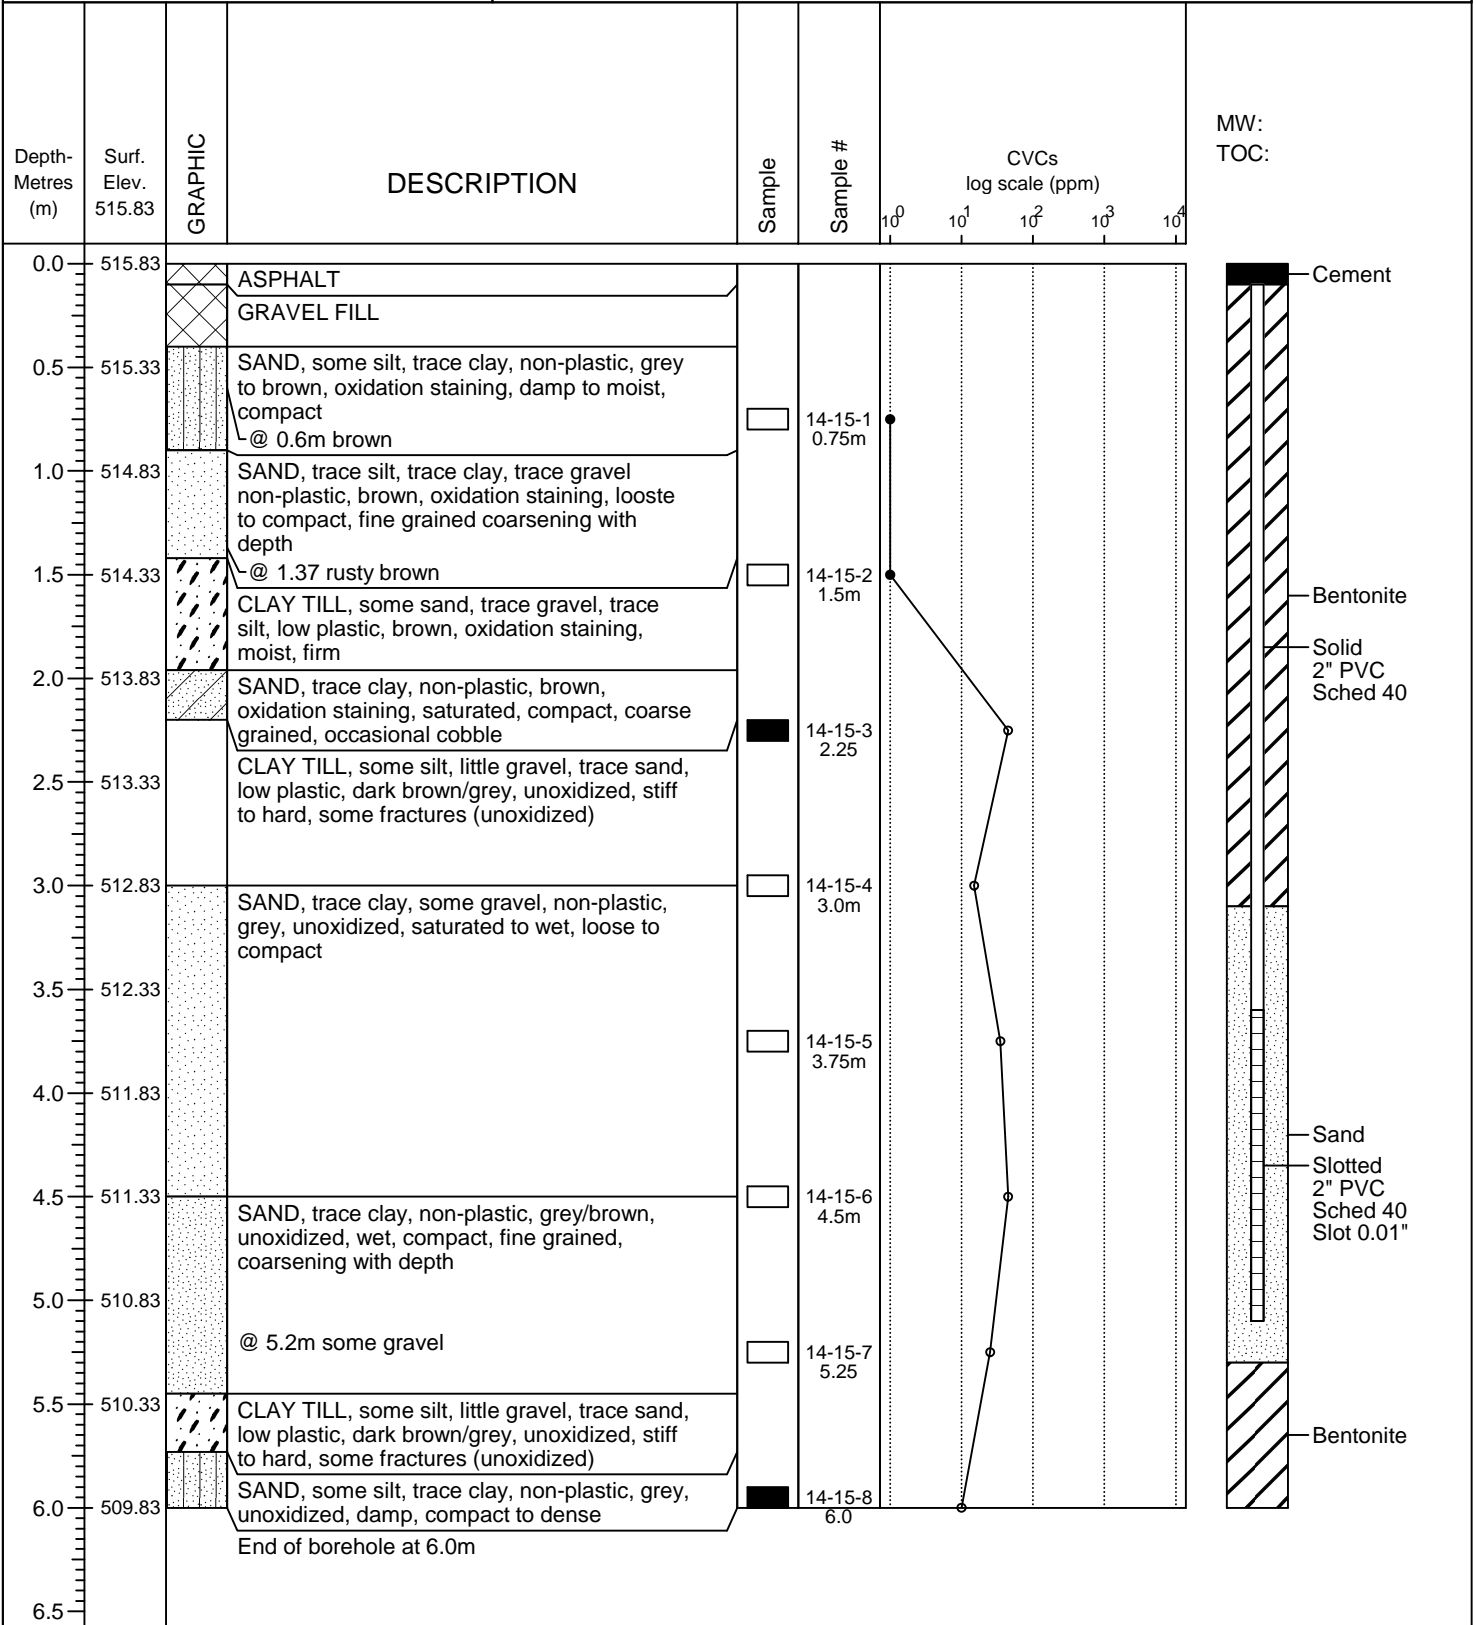 Depth-
Metres
(m)
Surf.
Elev.
515.83
GRAPHIC
DESCRIPTION
Sample
Sample #
CVCs
log scale (ppm)
10^0 10^1 10^2 10^3 10^4
MW:
TOC:
0.0 515.83
ASPHALT
Cement
GRAVEL FILL
0.5 515.33
SAND, some silt, trace clay, non-plastic, grey
to brown, oxidation staining, damp to moist,
compact
@ 0.6m brown
14-15-1
0.75m
1.0 514.83
SAND, trace silt, trace clay, trace gravel
non-plastic, brown, oxidation staining, looste
to compact, fine grained coarsening with
depth
@ 1.37 rusty brown
1.5 514.33
14-15-2
1.5m
CLAY TILL, some sand, trace gravel, trace
silt, low plastic, brown, oxidation staining,
moist, firm
Bentonite
Solid
2" PVC
Sched 40
2.0 513.83
SAND, trace clay, non-plastic, brown,
oxidation staining, saturated, compact, coarse
grained, occasional cobble
14-15-3
2.25
2.5 513.33
CLAY TILL, some silt, little gravel, trace sand,
low plastic, dark brown/grey, unoxidized, stiff
to hard, some fractures (unoxidized)
3.0 512.83
14-15-4
3.0m
SAND, trace clay, some gravel, non-plastic,
grey, unoxidized, saturated to wet, loose to
compact
3.5 512.33
14-15-5
3.75m
4.0 511.83
Sand
Slotted
2" PVC
Sched 40
Slot 0.01"
4.5 511.33
14-15-6
4.5m
SAND, trace clay, non-plastic, grey/brown,
unoxidized, wet, compact, fine grained,
coarsening with depth
5.0 510.83
@ 5.2m some gravel
14-15-7
5.25
5.5 510.33
CLAY TILL, some silt, little gravel, trace sand,
low plastic, dark brown/grey, unoxidized, stiff
to hard, some fractures (unoxidized)
Bentonite
SAND, some silt, trace clay, non-plastic, grey,
unoxidized, damp, compact to dense
14-15-8
6.0
6.0 509.83
End of borehole at 6.0m
6.5